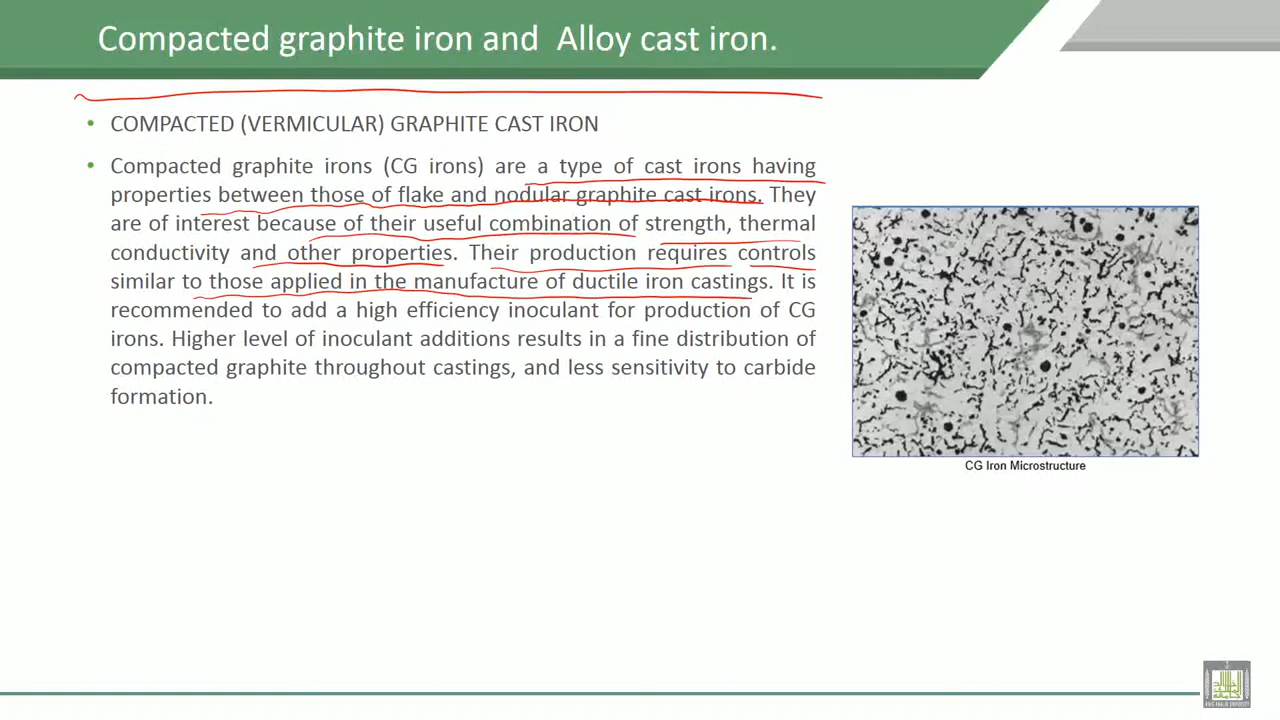 Compacted graphite iron and Alloy cast iron.
• COMPACTED (VERMICULAR) GRAPHITE CAST IRON
• Compacted graphite irons (CG irons) are a type of cast irons having
properties between those of flake and nodular graphite cast irons. They
are of interest because of their useful combination of strength, thermal
conductivity and other properties. Their production requires controls
similar to those applied in the manufacture of ductile iron castings. It is
recommended to add a high efficiency inoculant for production of CG
irons. Higher level of inoculant additions results in a fine distribution of
compacted graphite throughout castings, and less sensitivity to carbide
formation.
CG Iron Microstructure